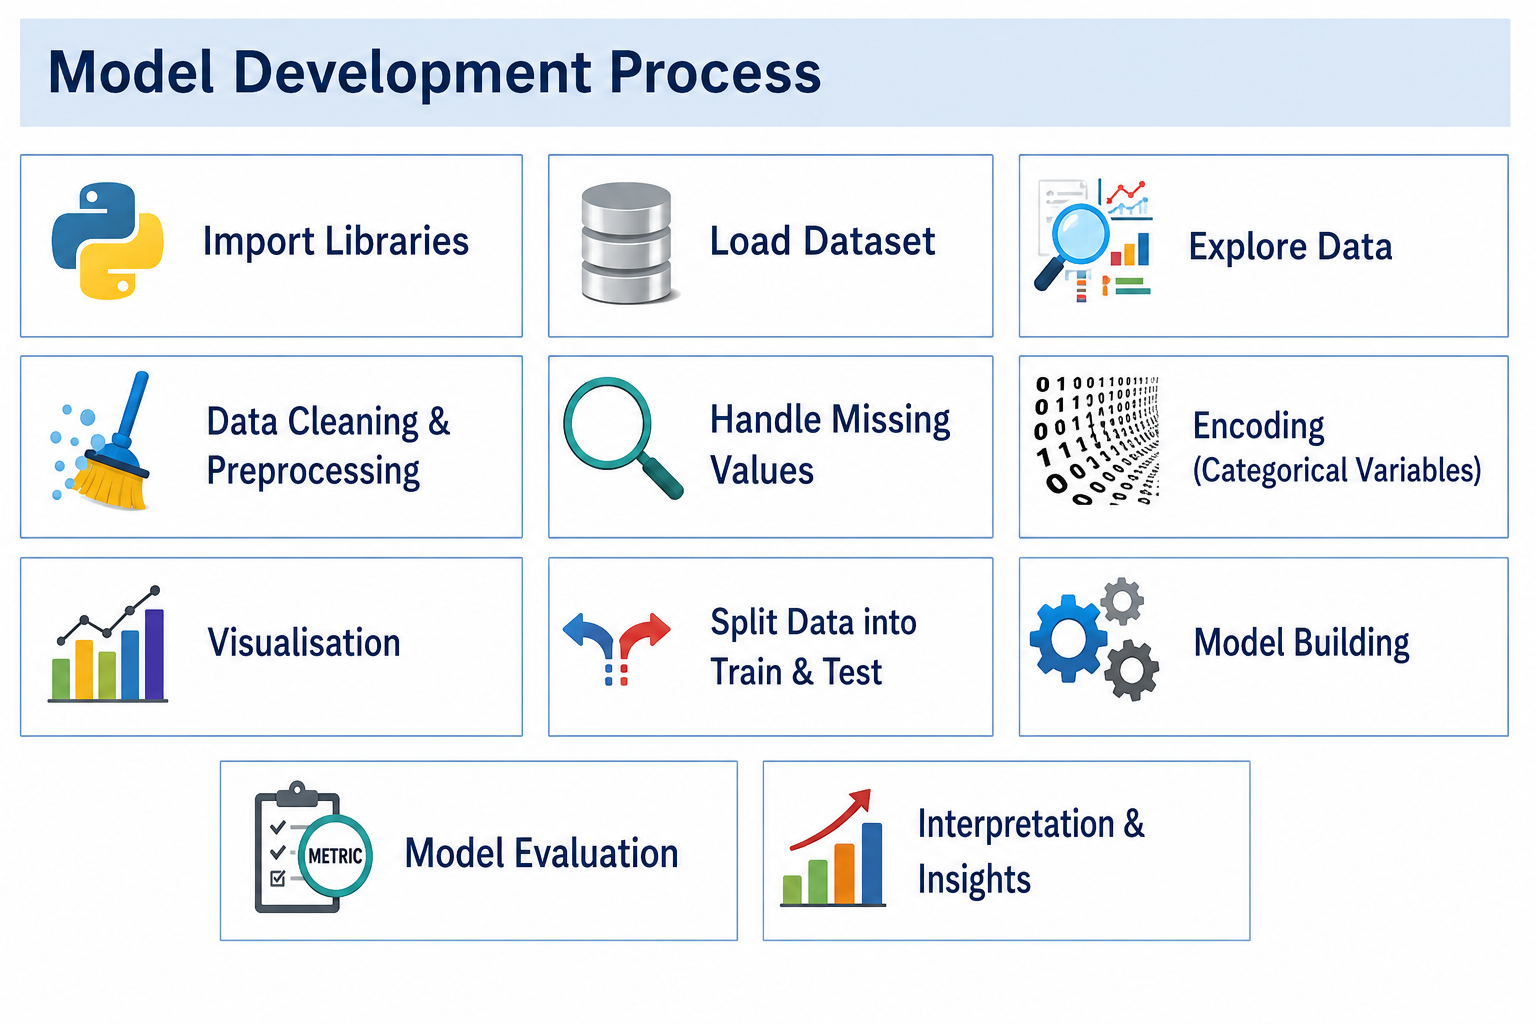 Model Development Process
Import Libraries
Load Dataset
Explore Data
Data Cleaning &
Preprocessing
Handle Missing
Values
Encoding
(Categorical Variables)
Visualisation
Split Data into
Train & Test
Model Building
METRIC
Model Evaluation
Interpretation &
Insights